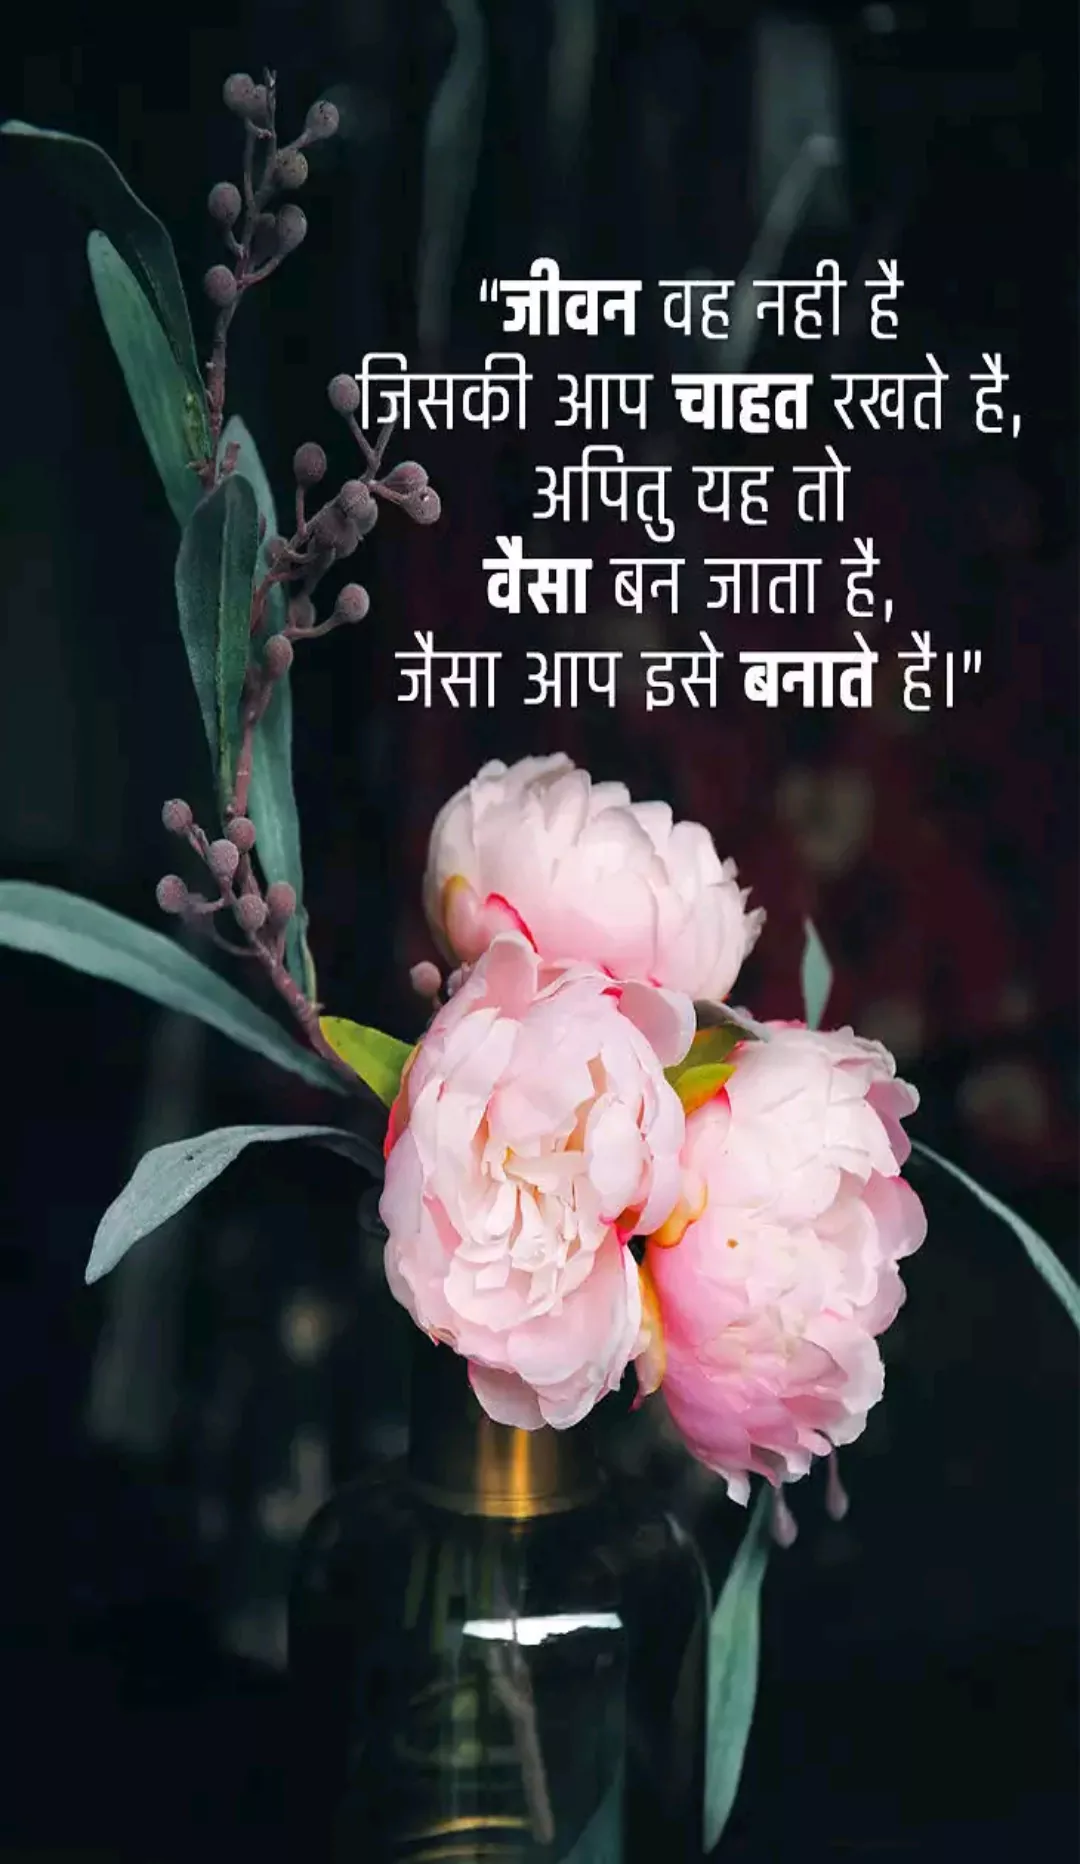 “जीवन वह नही है
जिसकी आप चाहत रखते है,
अपितु यह तो
वैसा बन जाता है,
जैसा आप इसे बनाते है।”